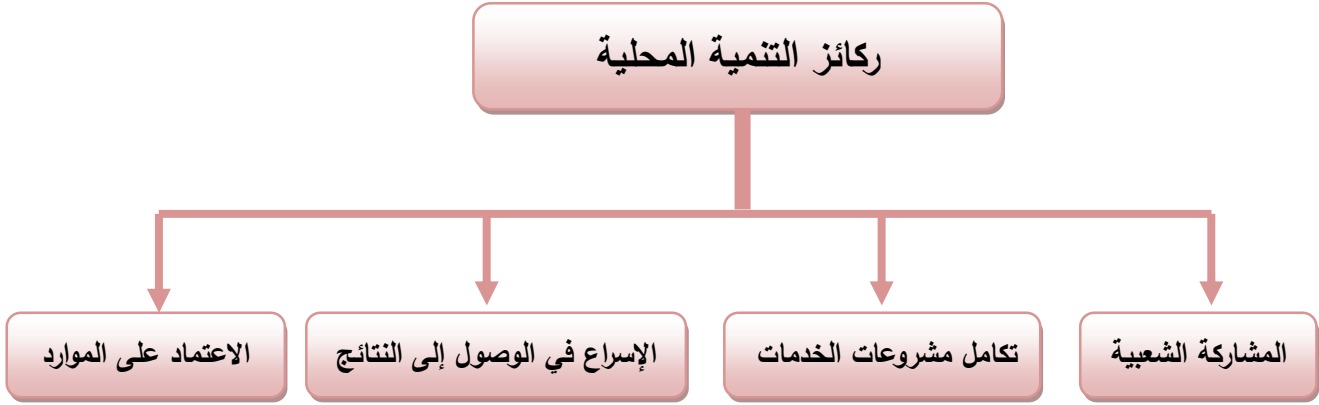 ركائز التنمية المحلية
المشاركة الشعبية
تكامل مشروعات الخدمات
الإسراع في الوصول إلى النتائج
الاعتماد على الموارد